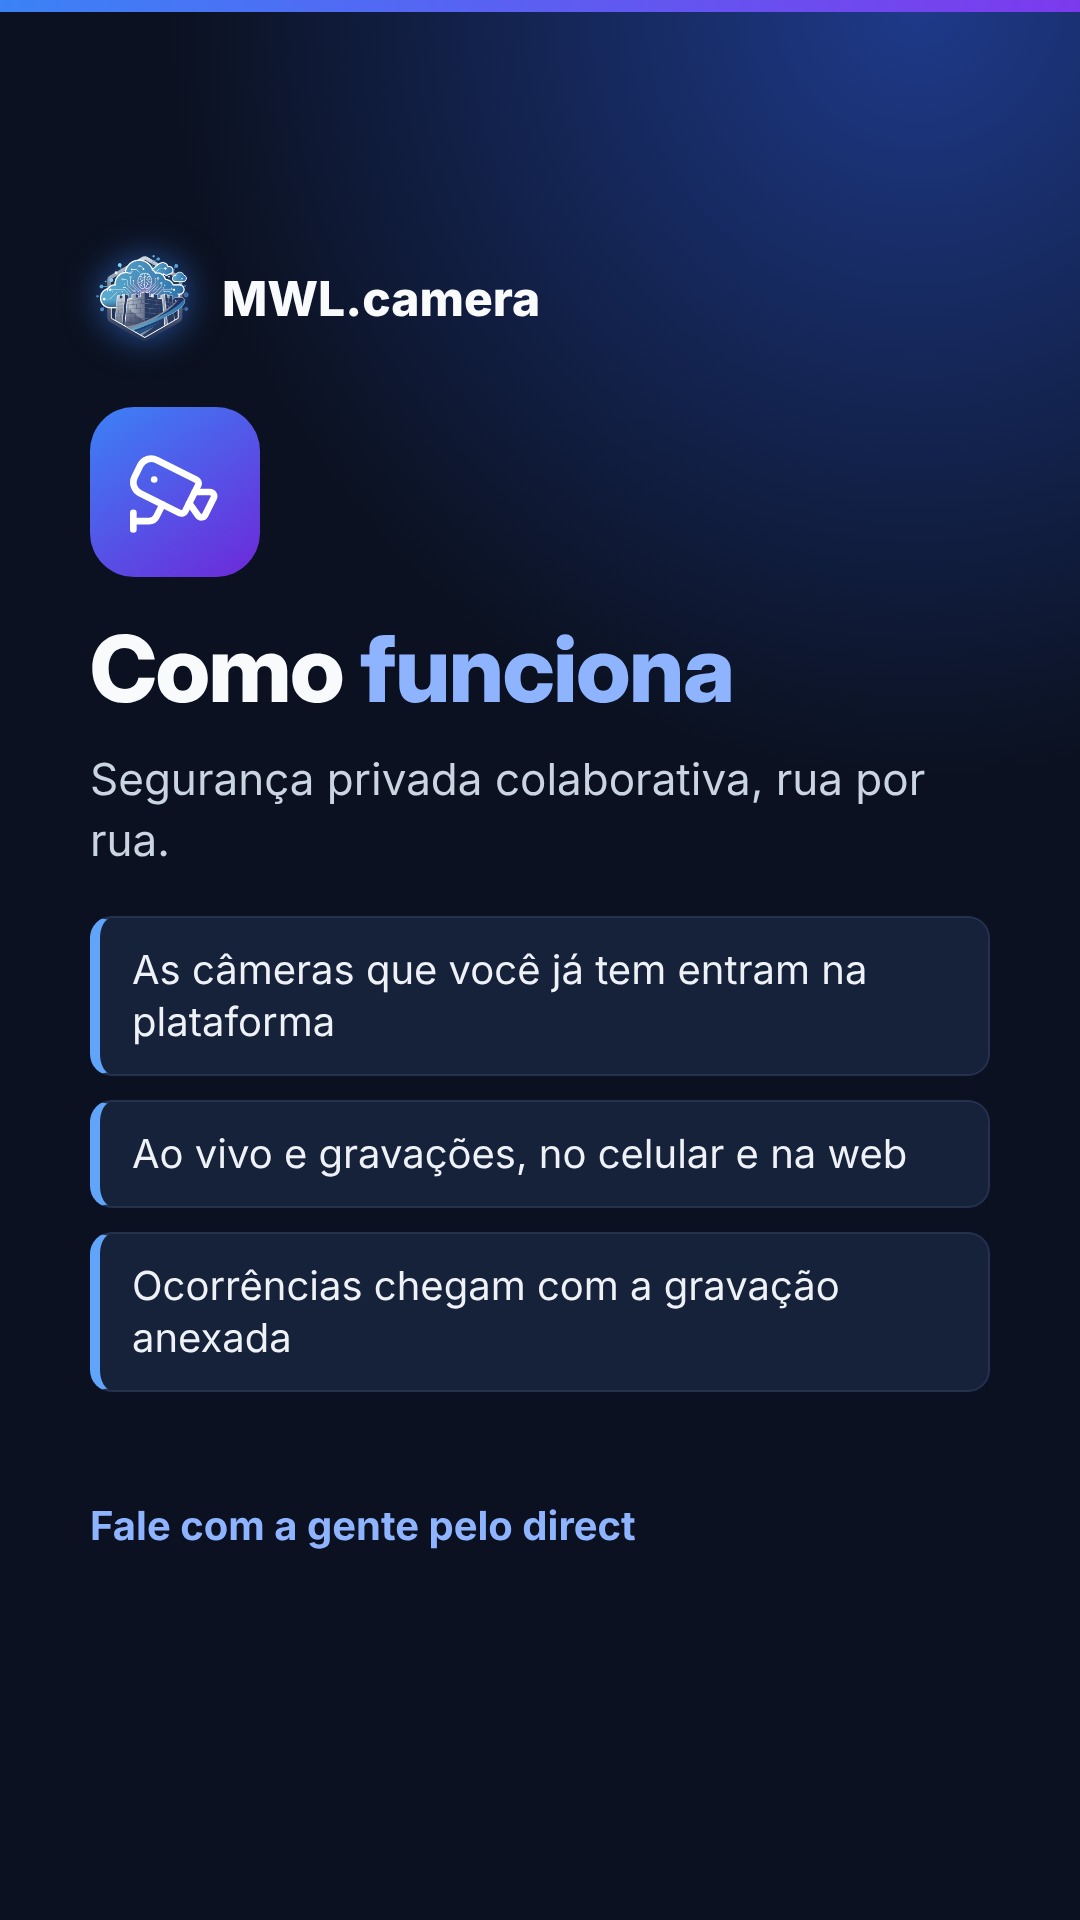 MWL.camera
Como funciona
Segurança privada colaborativa, rua por
rua.
As câmeras que você já tem entram na
plataforma
Ao vivo e gravações, no celular e na web
Ocorrências chegam com a gravação
anexada
Fale com a gente pelo direct